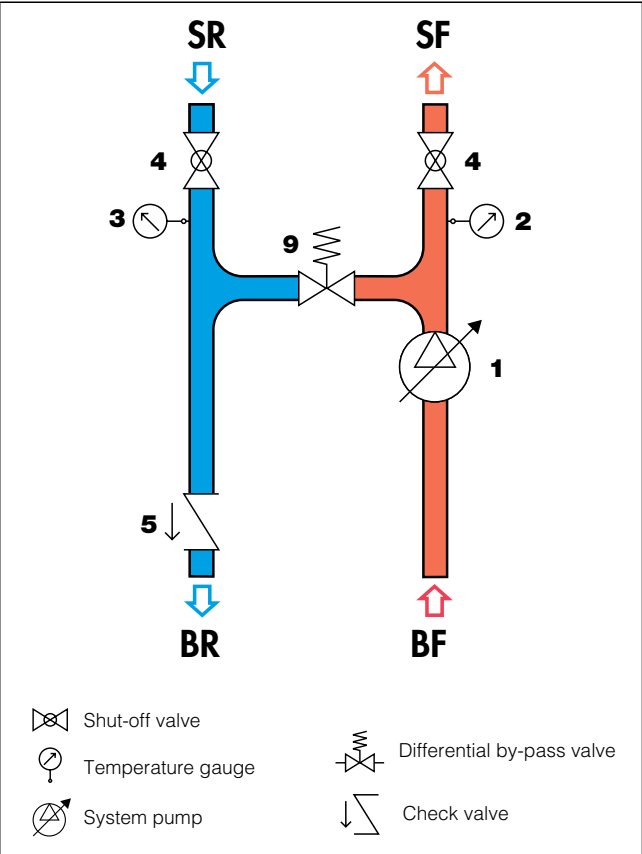 SR SF
4 4
3 2
9
1
5
BR BF
Shut-off valve
Temperature gauge
System pump
Differential by-pass valve
Check valve